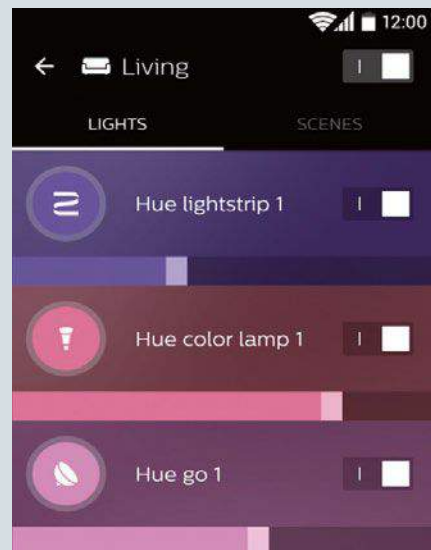 12:00
Living
LIGHTS SCENES
Hue lightstrip 1
Hue color lamp 1
Hue go 1